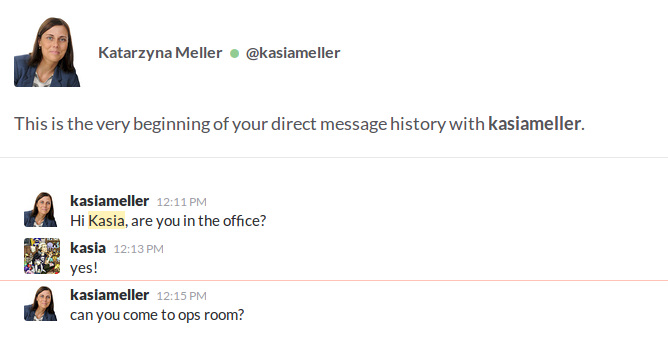 Katarzyna Meller @kasiameller
This is the very beginning of your direct message history with kasiameller.
kasiameller 12:11 PM
Hi Kasia, are you in the office?
kasia 12:13 PM
yes!
kasiameller 12:15 PM
can you come to ops room?